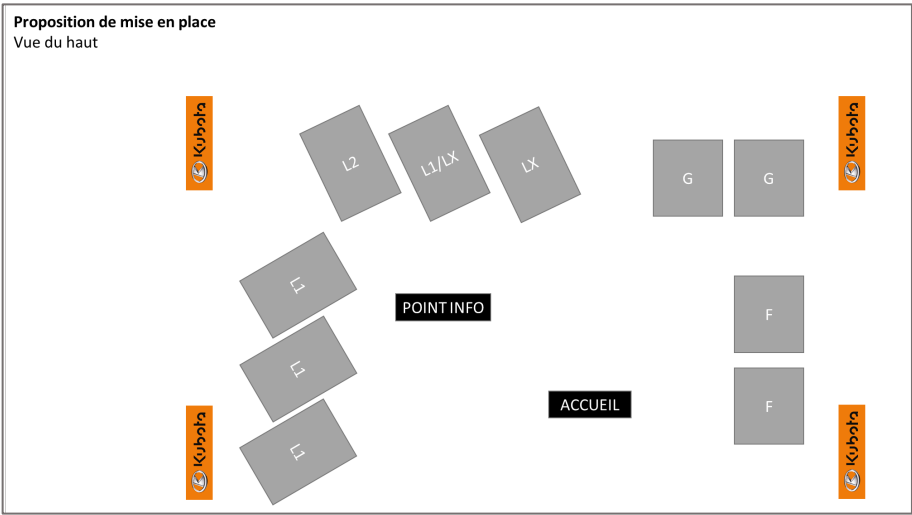 Proposition de mise en place
Vue du haut
Kubota
Kubota
L2
L1/LX
LX
G
G
L1
POINT INFO
F
L1
ACCUEIL
F
Kubota
Kubota
L1